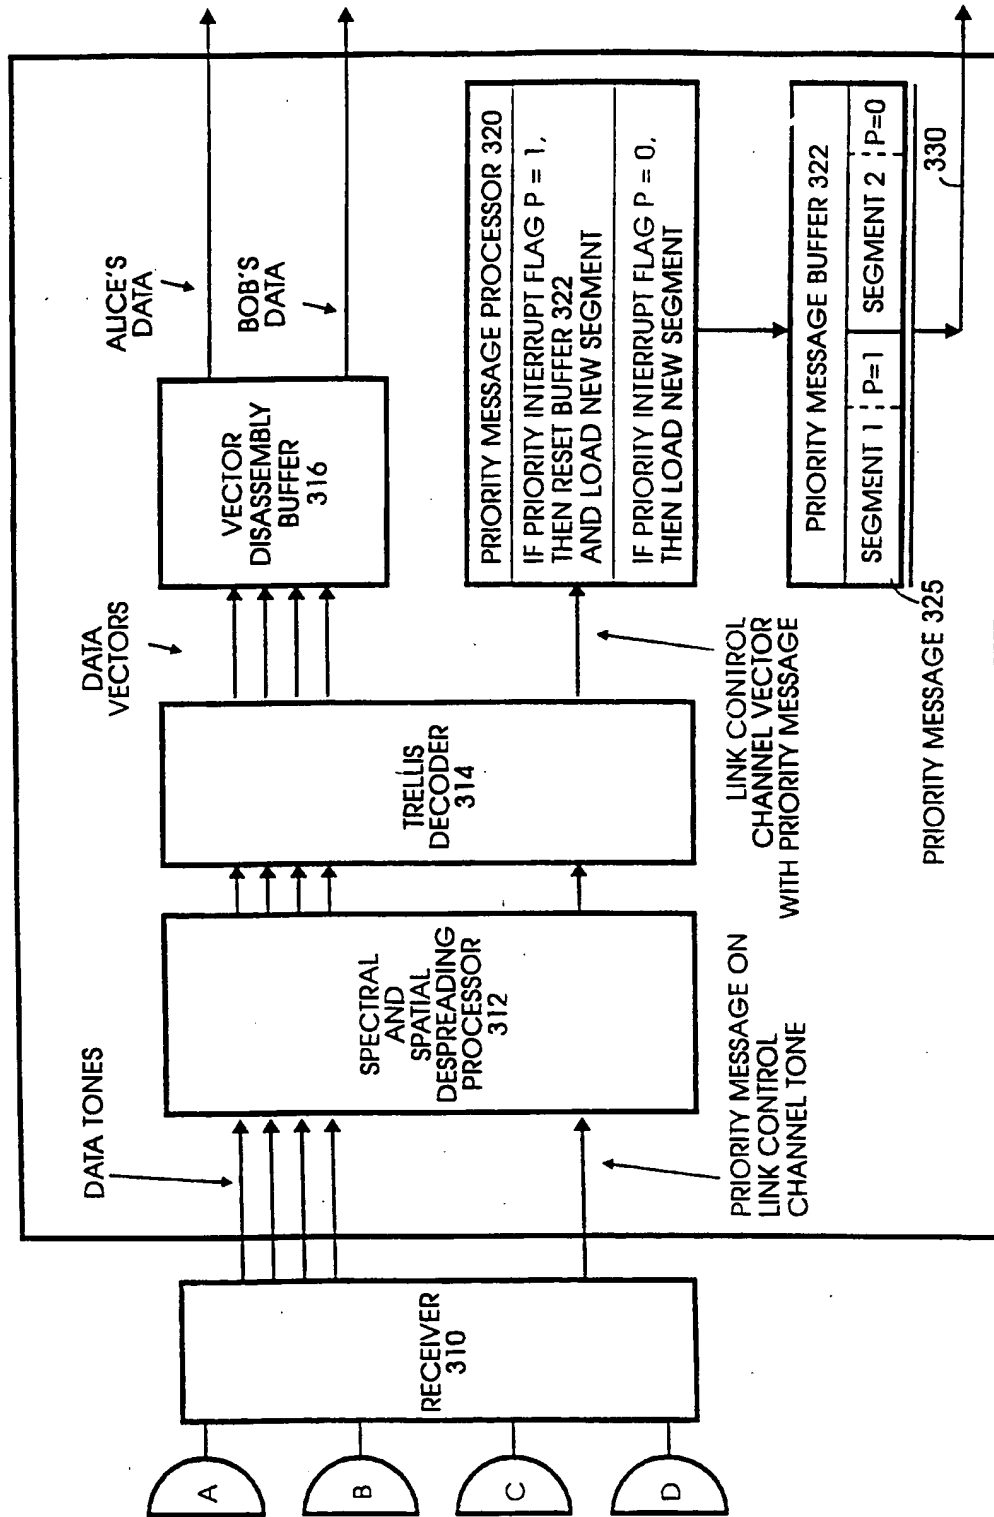 A
B
C
D
RECEIVER
310
DATA TONES
PRIORITY MESSAGE ON
LINK CONTROL
CHANNEL TONE
SPECTRAL
AND
SPATIAL
DESPREADING
PROCESSOR
312
TRELLIS
DECODER
314
DATA
VECTORS
LINK CONTROL
CHANNEL VECTOR
WITH PRIORITY MESSAGE
VECTOR
DISASSEMBLY
BUFFER
316
ALICE'S
DATA
BOB'S
DATA
PRIORITY MESSAGE PROCESSOR 320
IF PRIORITY INTERRUPT FLAG P = 1,
THEN RESET BUFFER 322
AND LOAD NEW SEGMENT
IF PRIORITY INTERRUPT FLAG P = 0,
THEN LOAD NEW SEGMENT
PRIORITY MESSAGE BUFFER 322
SEGMENT 1 P=1 SEGMENT 2 P=0
PRIORITY MESSAGE 325
330